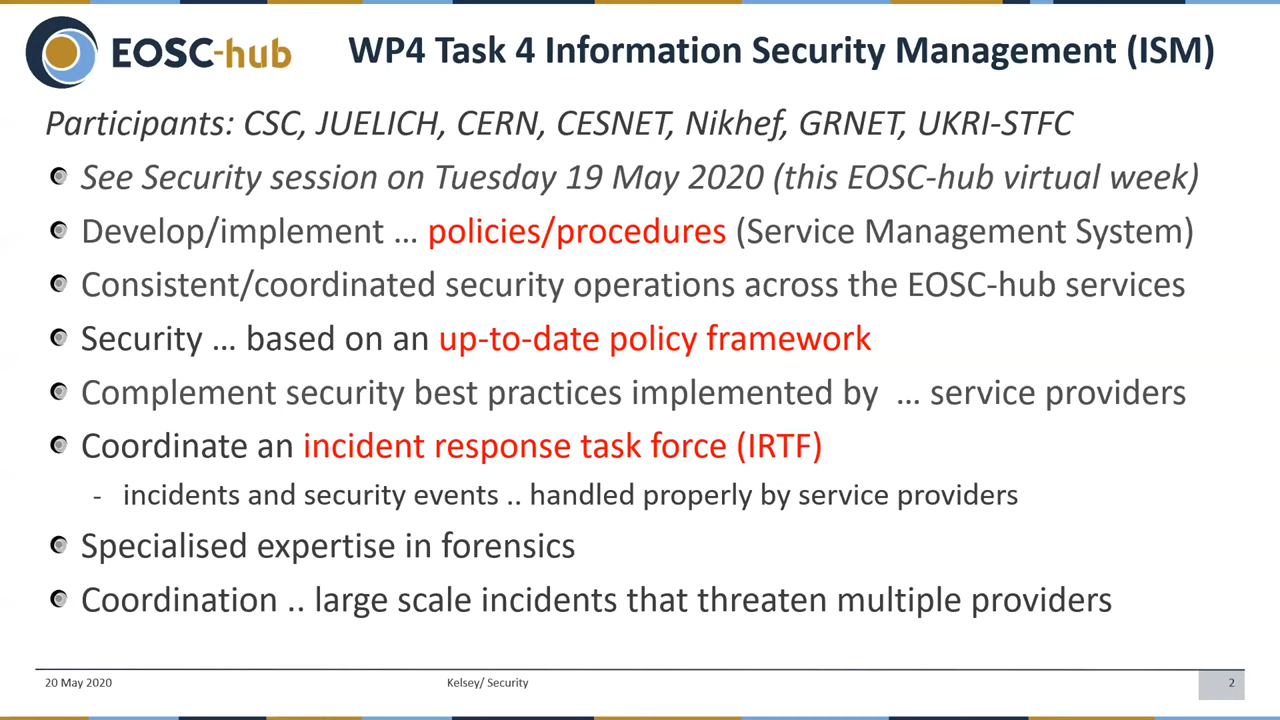 EOSC-hub
WP4 Task 4 Information Security Management (ISM)
Participants: CSC, JUELICH, CERN, CESNET, Nikhef, GRNET, UKRI-STFC
See Security session on Tuesday 19 May 2020 (this EOSC-hub virtual week)
Develop/implement … policies/procedures (Service Management System)
Consistent/coordinated security operations across the EOSC-hub services
Security … based on an up-to-date policy framework
Complement security best practices implemented by … service providers
Coordinate an incident response task force (IRTF)
- incidents and security events .. handled properly by service providers
Specialised expertise in forensics
Coordination .. large scale incidents that threaten multiple providers
20 May 2020
Kelsey/ Security
2